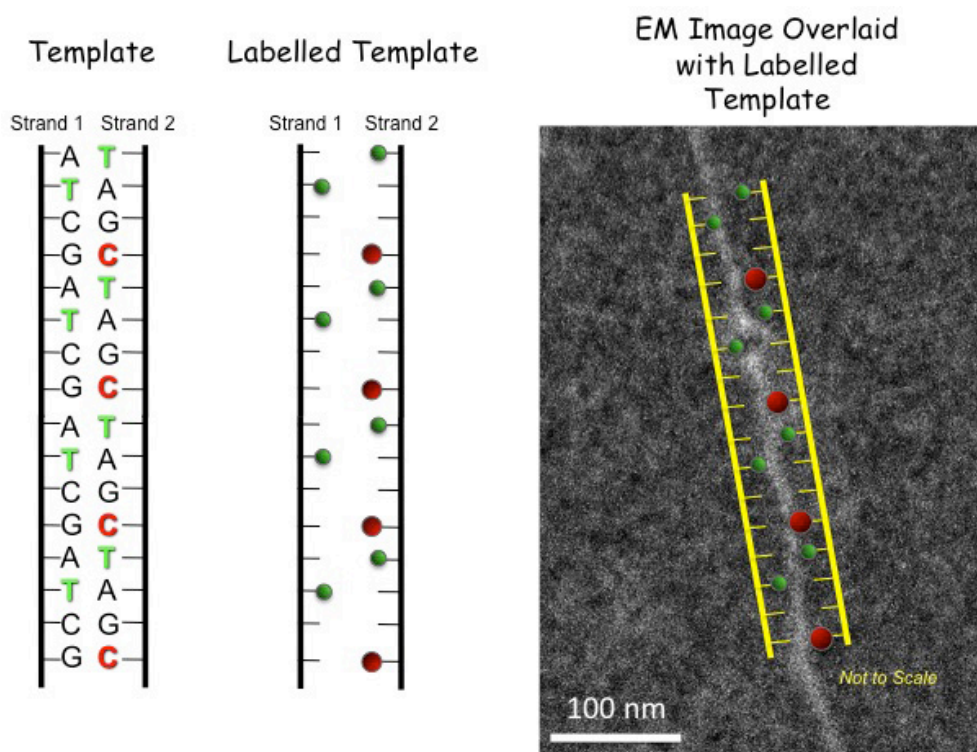 Template
Labelled Template
EM Image Overlaid
with Labelled
Template
Strand 1 Strand 2
Strand 1 Strand 2
A T
T A
C G
G C
A T
T A
C G
G C
A T
T A
C G
G C
A T
T A
C G
G C
Not to Scale
100 nm